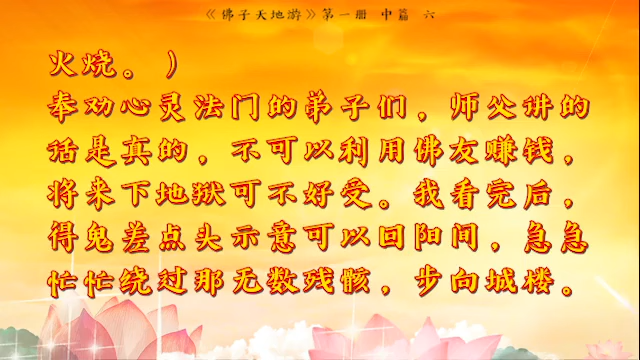 《佛子天地游》第一册 中篇 六
火烧。)
奉劝心灵法门的弟子们，师父讲的
话是真的，不可以利用佛友赚钱，
将来下地狱可不好受。我看完后，
得鬼差点头示意可以回阳间，急急
忙忙绕过那无数残骸，步向城楼。